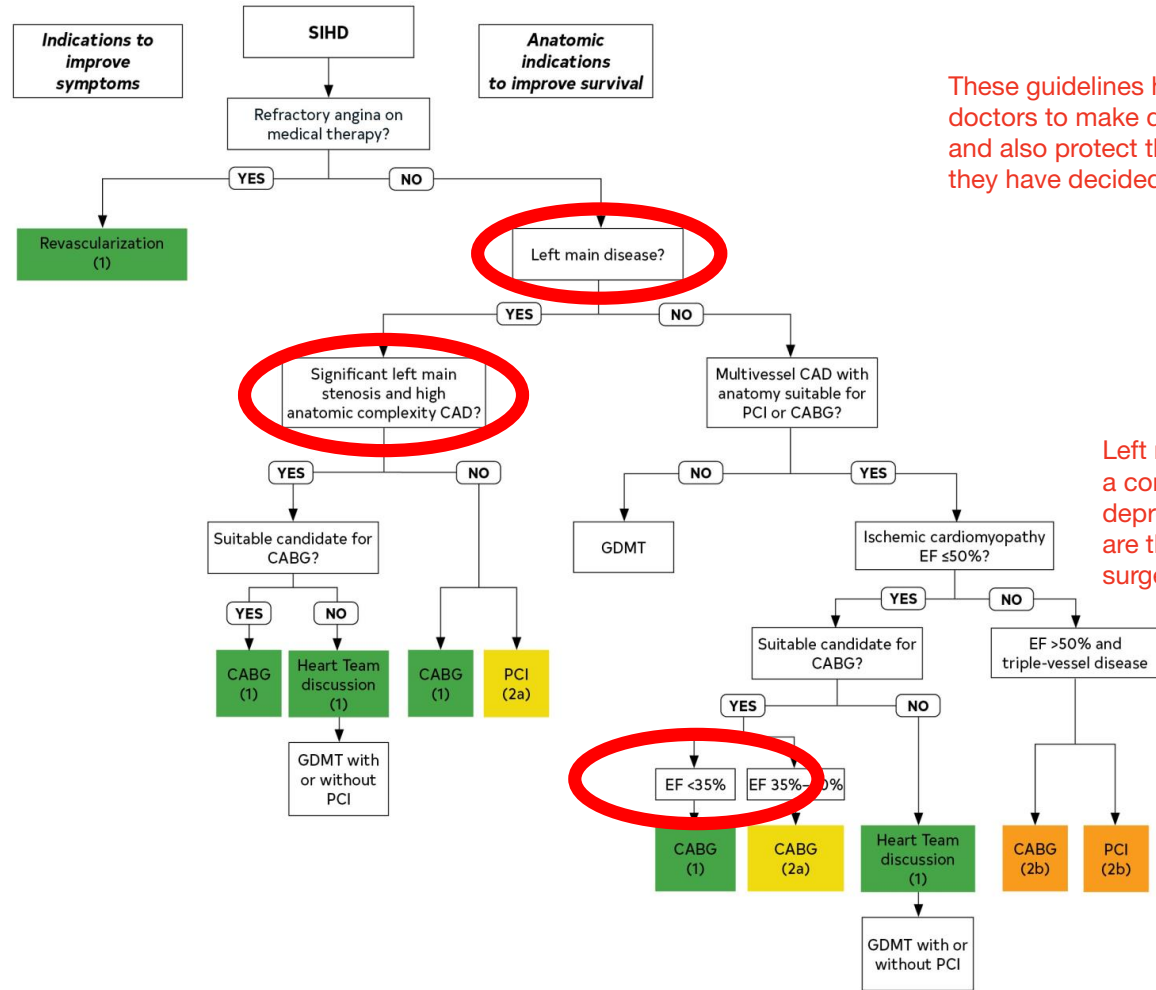 Indications to
improve
symptoms
SIHD
Anatomic
indications
to improve survival
Refractory angina on
medical therapy?
YES
NO
These guidelines
doctors to make
and also protect
they have decided
Revascularization
(1)
Left main disease?
YES
NO
Significant left main
stenosis and high
anatomic complexity CAD?
Multivessel CAD with
anatomy suitable for
PCI or CABG?
YES
NO
NO
YES
Left
a
are
Suitable candidate for
CABG?
GDMT
Ischemic cardiomyopathy
EF ≤50%?
YES
NO
YES
NO
CABG
(1)
Heart Team
discussion
(1)
CABG
(1)
PCI
(2a)
Suitable candidate for
CABG?
EF >50% and
triple-vessel disease
GDMT with
or without
PCI
YES
NO
EF <35%
EF 35%
CABG
(1)
CABG
(2a)
Heart Team
discussion
(1)
CABG
(2b)
PCI
(2b)
GDMT with or
without PCI